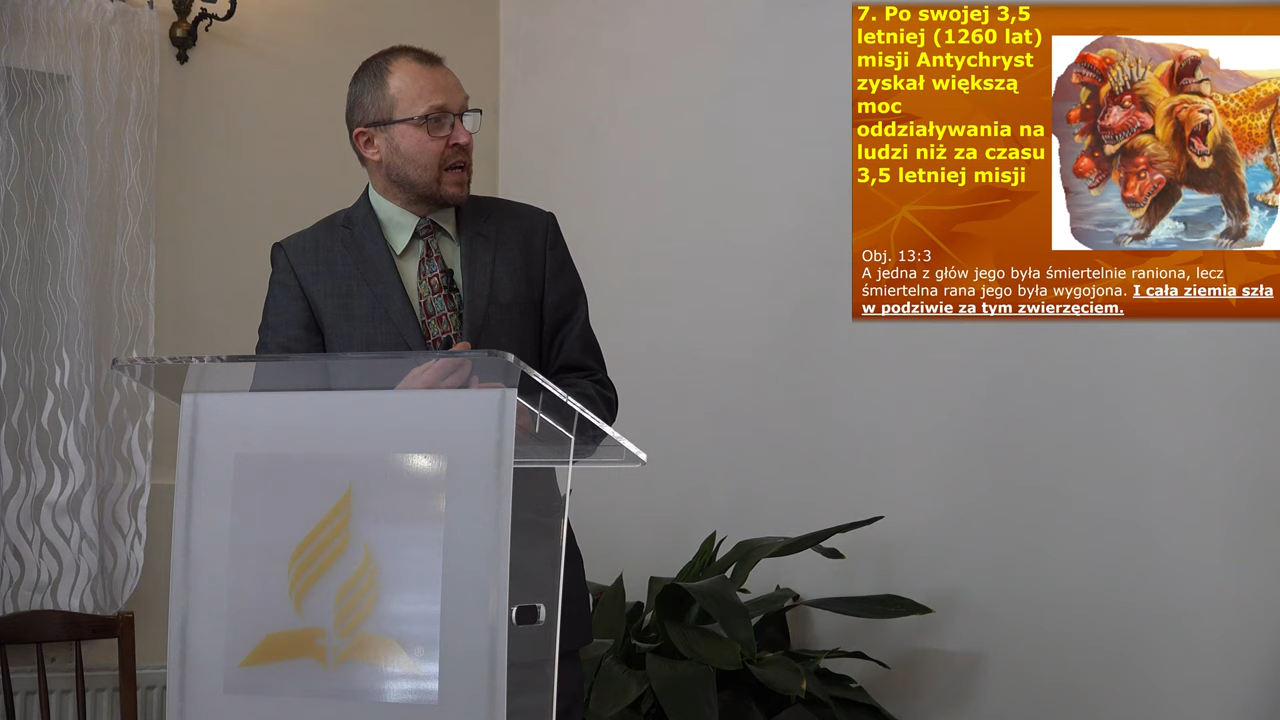 7. Po swojej 3,5
letniej (1260 lat)
misji Antychryst
zyskał większą
moc
oddziaływania na
ludzi niż za czasu
3,5 letniej misji
Obj. 13:3
A jedna z głów jego była śmiertelnie raniona, lecz
śmiertelna rana jego była wygojona. I cała ziemia szła
w podziwie za tym zwierzęciem.
®